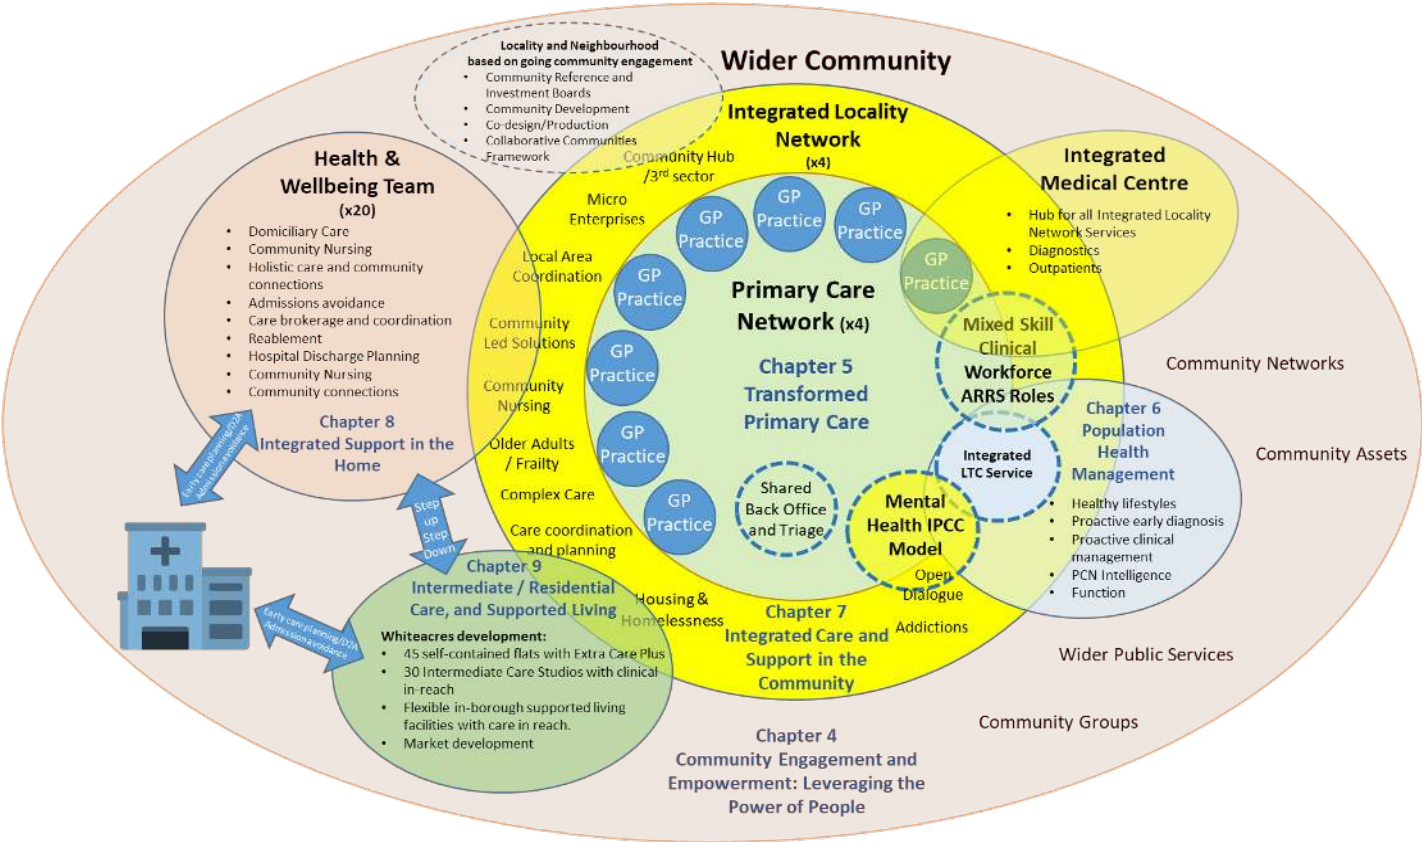 Wider Community
Locality and Neighbourhood
based on going community engagement
• Community Reference and
Investment Boards
• Community Development
• Co-design/Production
• Collaborative Communities
Framework
Integrated Locality
Network
(x4)
Community Hub
/3rd sector
Micro
Enterprises
Local Area
Coordination
Community
Led Solutions
Community
Nursing
Older Adults
/ Frailty
Complex Care
Care coordination
and planning
Housing &
Homelessness
Health &
Wellbeing Team
(x20)
• Domiciliary Care
• Community Nursing
• Holistic care and community
connections
• Admissions avoidance
• Care brokerage and coordination
• Reablement
• Hospital Discharge Planning
• Community Nursing
• Community connections
Chapter 8
Integrated Support in the
Home
Early care planning/D2A
Admission avoidance
Step
up
Step
Down
Early care planning/D2A
Admission avoidance
Chapter 9
Intermediate / Residential
Care, and Supported Living
Whiteacres development:
• 45 self-contained flats with Extra Care Plus
• 30 Intermediate Care Studios with clinical
in-reach
• Flexible in-borough supported living
facilities with care in reach.
• Market development
GP
Practice
GP
Practice
GP
Practice
GP
Practice
GP
Practice
GP
Practice
GP
Practice
GP
Practice
Primary Care
Network (x4)
Chapter 5
Transformed
Primary Care
Shared
Back Office
and Triage
Mental
Health IPCC
Model
Open
Dialogue
Addictions
Chapter 7
Integrated Care and
Support in the
Community
Integrated
Medical Centre
• Hub for all Integrated Locality
Network Services
• Diagnostics
• Outpatients
Mixed Skill
Clinical
Workforce
ARRS Roles
Integrated
LTC Service
Chapter 6
Population
Health
Management
• Healthy lifestyles
• Proactive early diagnosis
• Proactive clinical
management
• PCN Intelligence
• Function
Community Networks
Community Assets
Wider Public Services
Community Groups
Chapter 4
Community Engagement and
Empowerment: Leveraging the
Power of People